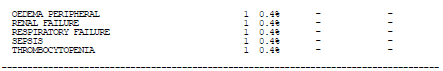 OEDEMA PERIPHERAL 1 0.4% - -
RENAL FAILURE 1 0.4% - -
RESPIRATORY FAILURE 1 0.4% - -
SEPSIS 1 0.4% - -
THROMBOCYTOPENIA 1 0.4% - -